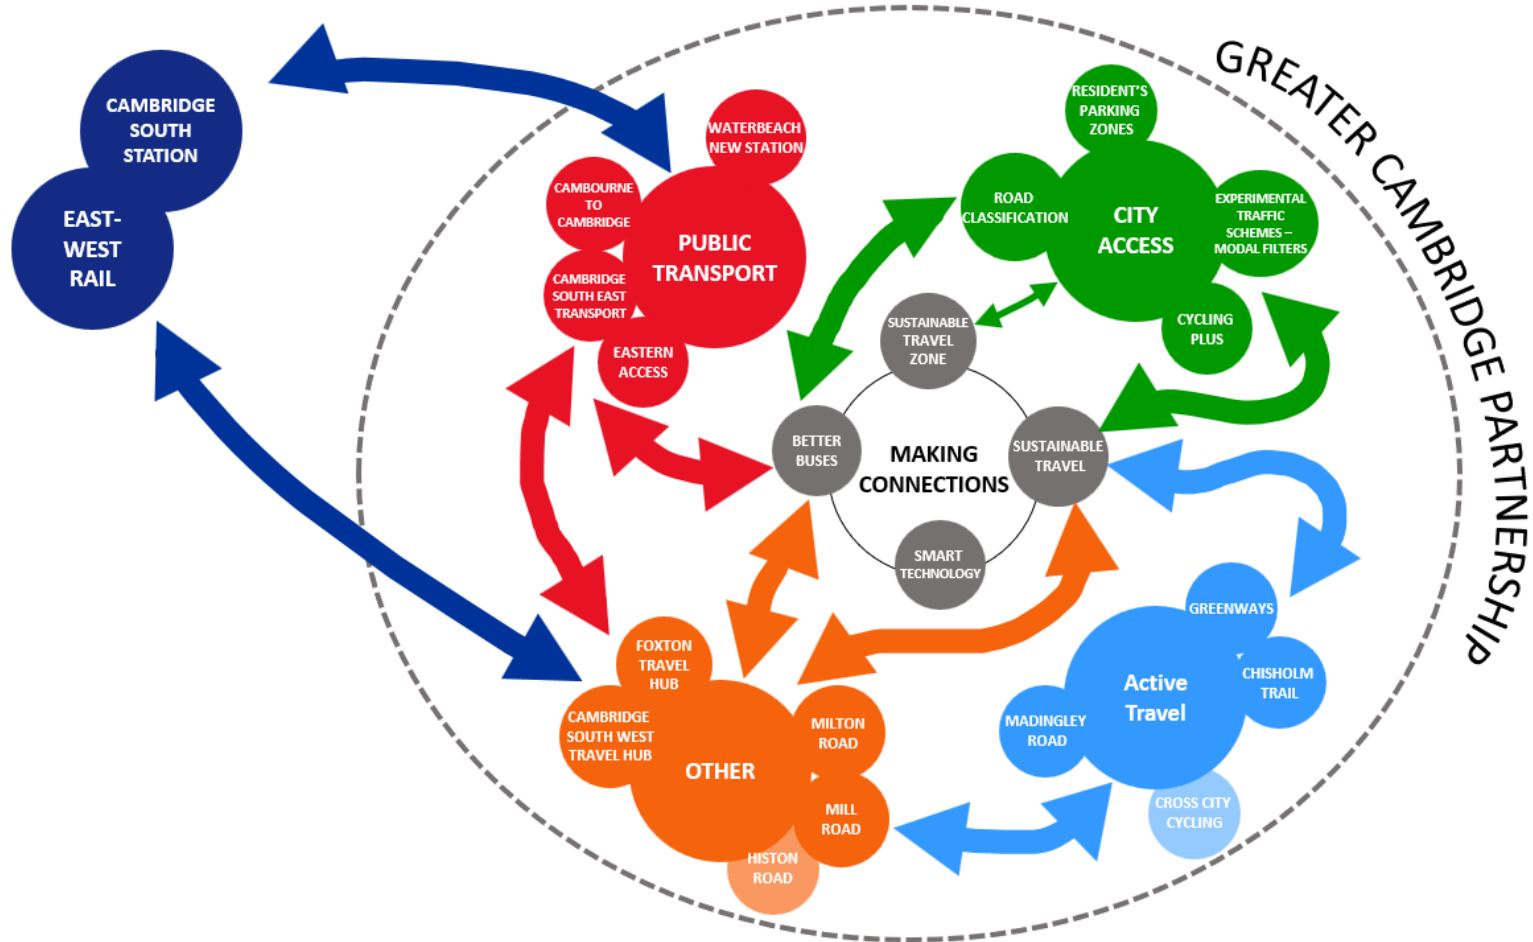 GREATER CAMBRIDGE PARTNERSHIP
CAMBRIDGE
SOUTH
STATION
EAST-
WEST
RAIL
WATERBEACH
NEW STATION
CAMBOURNE
TO
CAMBRIDGE
PUBLIC
TRANSPORT
CAMBRIDGE
SOUTH EAST
TRANSPORT
EASTERN
ACCESS
RESIDENT'S
PARKING
ZONES
ROAD
CLASSIFICATION
CITY
ACCESS
EXPERIMENTAL
TRAFFIC
SCHEMES –
MODAL FILTERS
CYCLING
PLUS
SUSTAINABLE
TRAVEL
ZONE
BETTER
BUSES
MAKING
CONNECTIONS
SUSTAINABLE
TRAVEL
SMART
TECHNOLOGY
FOXTON
TRAVEL
HUB
CAMBRIDGE
SOUTH WEST
TRAVEL HUB
OTHER
MILTON
ROAD
MILL
ROAD
HISTON
ROAD
GREENWAYS
CHISHOLM
TRAIL
Active
Travel
MADINGLEY
ROAD
CROSS CITY
CYCLING